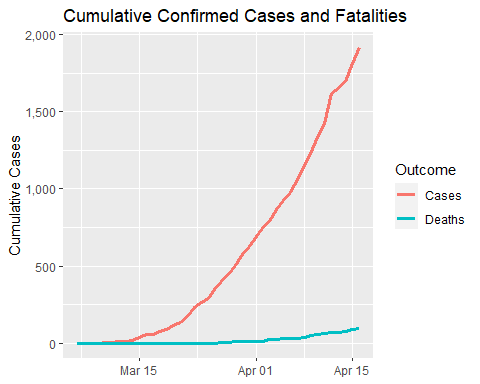 Cumulative Confirmed Cases and Fatalities
2,000
1,500
1,000
500
0
Cumulative Cases
Mar 15
Apr 01
Apr 15
Outcome
Cases
Deaths